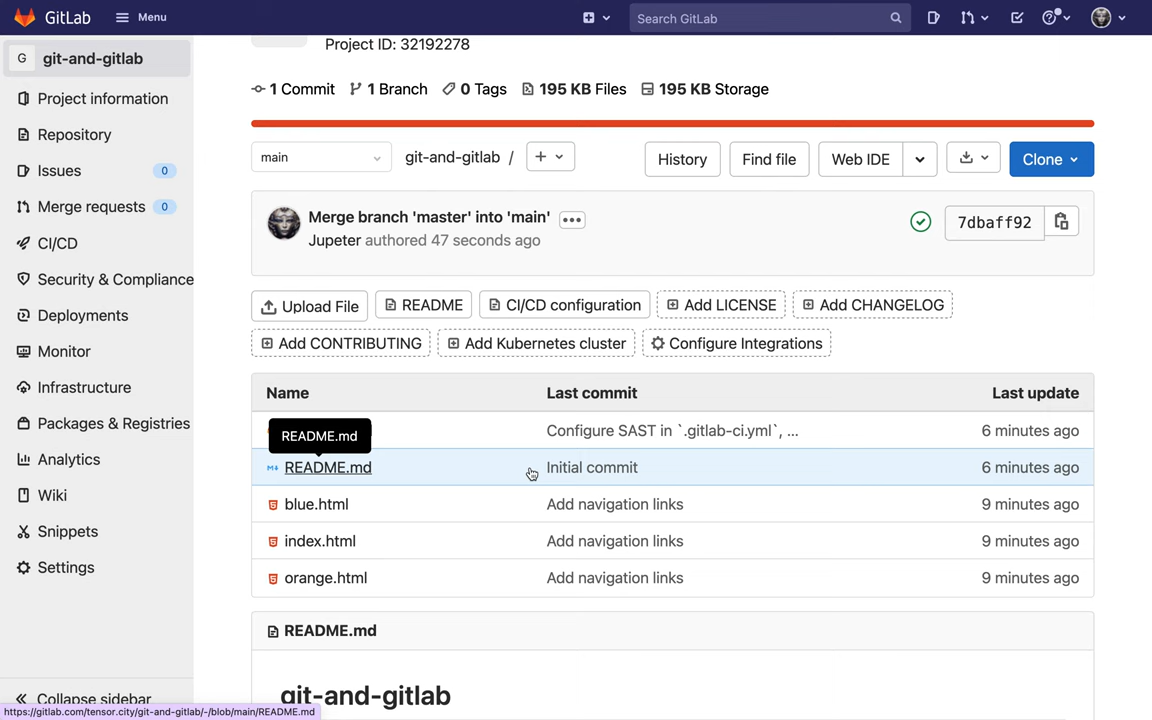 GitLab Menu Search GitLab
G git-and-gitlab
Project information
Repository
Issues 0
Merge requests 0
CI/CD
Security & Compliance
Deployments
Monitor
Infrastructure
Packages & Registries
Analytics
Wiki
Snippets
Settings
Collapse sidebar
https://gitlab.com/tensor.city/git-and-gitlab/-/blob/main/README.md
Project ID: 32192278
1 Commit 1 Branch 0 Tags 195 KB Files 195 KB Storage
main git-and-gitlab / + History Find file Web IDE Clone
Merge branch 'master' into 'main' •••
Jupeter authored 47 seconds ago
7dbaff92
Upload File README CI/CD configuration Add LICENSE Add CHANGELOG
Add CONTRIBUTING Add Kubernetes cluster Configure Integrations
Name Last commit Last update
README.md Configure SAST in `.gitlab-ci.yml`, ... 6 minutes ago
README.md Initial commit 6 minutes ago
blue.html Add navigation links 9 minutes ago
index.html Add navigation links 9 minutes ago
orange.html Add navigation links 9 minutes ago
README.md
git-and-gitlab